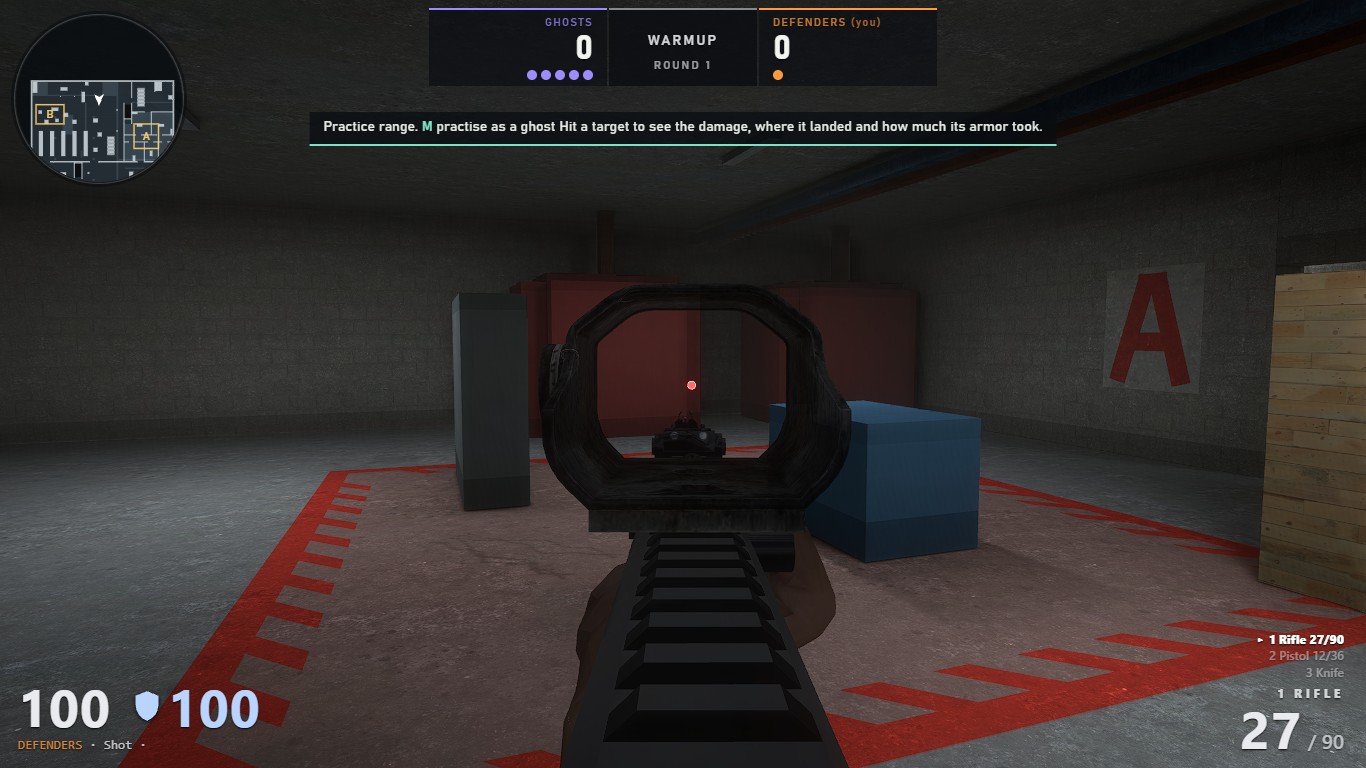 GHOSTS
0
WARMUP
ROUND 1
DEFENDERS (you)
0
B
A
Practice range. M practise as a ghost Hit a target to see the damage, where it landed and how much its armor took.
A
1 Rifle 27/90
2 Pistol 12/36
3 Knife
1 RIFLE
27 / 90
100 100
DEFENDERS · Shot ·